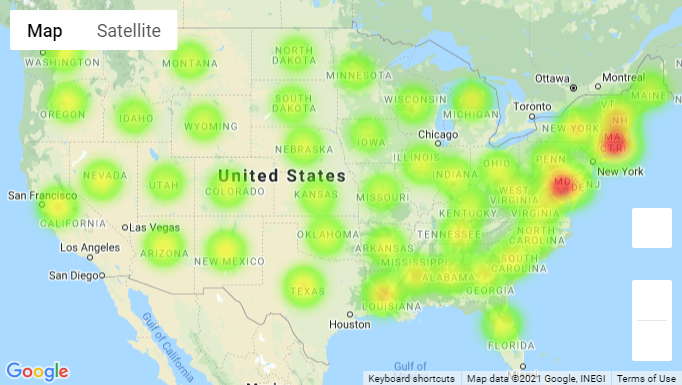 Map Satellite
WASHINGTON
MONTANA
NORTH
DAKOTA
MINNESOTA
Ottawa
Montreal
MAINE
OREGON
IDAHO
WYOMING
SOUTH
DAKOTA
WISCONSIN
MICHIGAN
Toronto
VT
NH
NEW YORK
MA
CT RI
Chicago
IOWA
NEBRASKA
ILLINOIS
INDIANA
OHIO
PENN
New York
NEVADA
UTAH
COLORADO
United States
KANSAS
MISSOURI
WEST
VIRGINIA
MD
DE
NJ
San Francisco
CALIFORNIA
Las Vegas
KENTUCKY
VIRGINIA
Los Angeles
ARIZONA
NEW MEXICO
OKLAHOMA
ARKANSAS
TENNESSEE
NORTH
CAROLINA
San Diego
MISSISSIPPI
ALABAMA
SOUTH
CAROLINA
GEORGIA
TEXAS
LOUISIANA
Houston
FLORIDA
Gulf of
California
Gulf of
Google
Keyboard shortcuts Map data ©2021 Google, INEGI Terms of Use